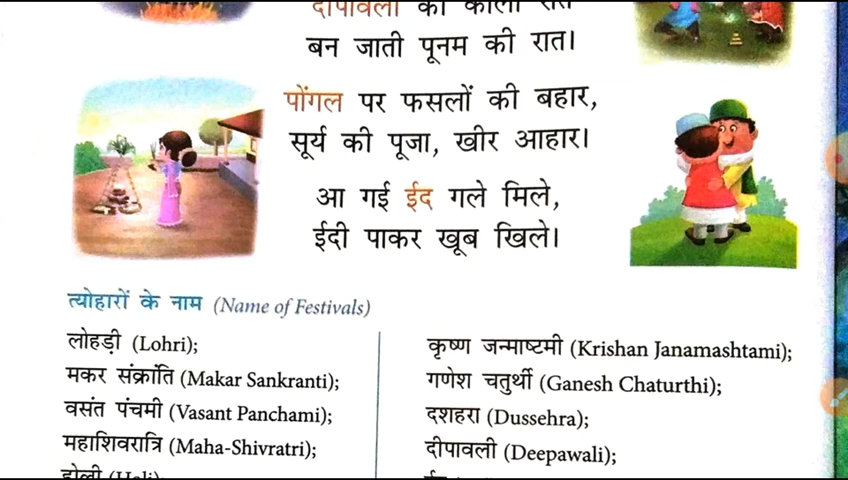 दीपावली की काली रात
बन जाती पूनम की रात।
पोंगल पर फसलों की बहार,
सूर्य की पूजा, खीर आहार।
आ गई ईद गले मिले,
ईदी पाकर खूब खिले।
त्योहारों के नाम (Name of Festivals)
लोहड़ी (Lohri);
मकर संक्रांति (Makar Sankranti);
वसंत पंचमी (Vasant Panchami);
महाशिवरात्रि (Maha-Shivratri);
होली (Holi);
कृष्ण जन्माष्टमी (Krishan Janamashtami);
गणेश चतुर्थी (Ganesh Chaturthi);
दशहरा (Dussehra);
दीपावली (Deepawali);